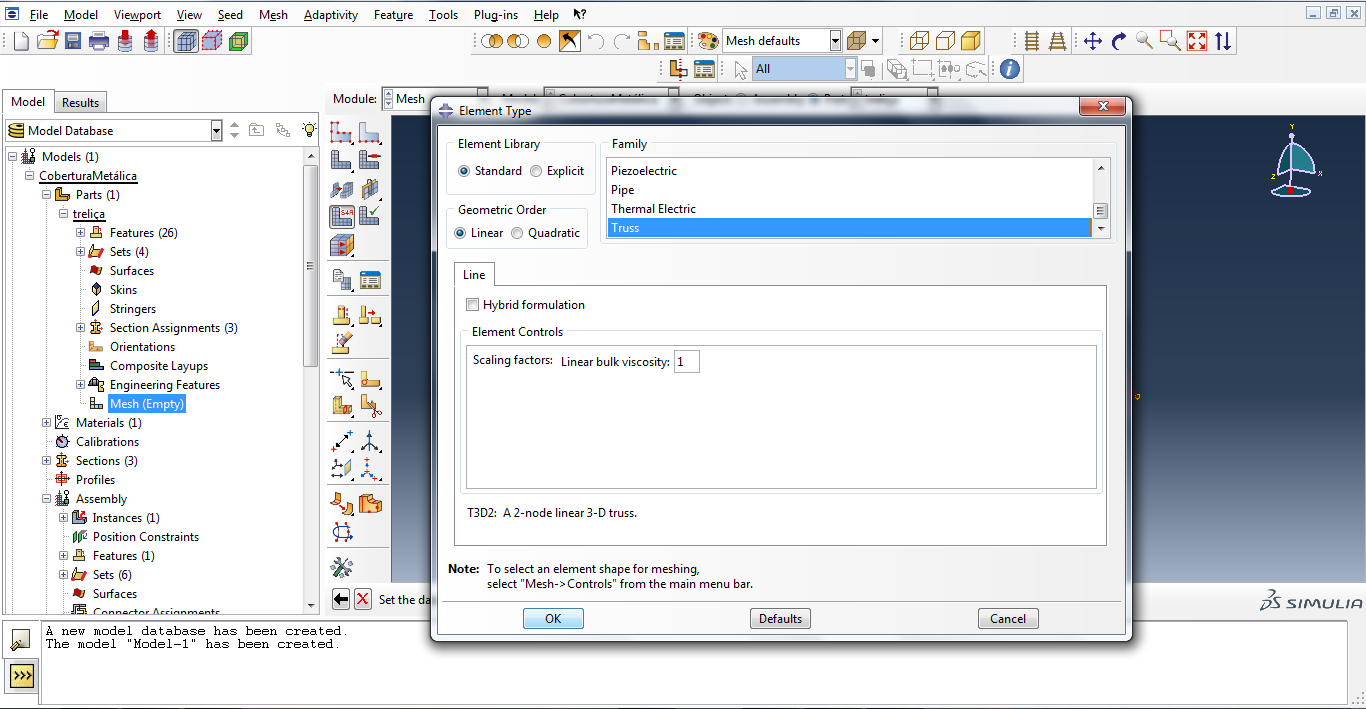 File Model Viewport View Seed Mesh Adaptivity Feature Tools Plug-ins Help
Mesh defaults
All
Model Results
Module: Mesh
Model Database
Models (1)
CoberturaMetálica
Parts (1)
treliça
Features (26)
Sets (4)
Surfaces
Skins
Stringers
Section Assignments (3)
Orientations
Composite Layups
Engineering Features
Mesh (Empty)
Materials (1)
Calibrations
Sections (3)
Profiles
Assembly
Instances (1)
Position Constraints
Features (1)
Sets (6)
Surfaces
Connector Assignments
Element Type
Element Library
Standard Explicit
Geometric Order
Linear Quadratic
Family
Piezoelectric
Pipe
Thermal Electric
Truss
Line
Hybrid formulation
Element Controls
Scaling factors: Linear bulk viscosity: 1
T3D2: A 2-node linear 3-D truss.
Note: To select an element shape for meshing,
select "Mesh->Controls" from the main menu bar.
OK Defaults Cancel
Y
X
Z
Set the da
SIMULIA
A new model database has been created.
The model "Model-1" has been created.
>>>